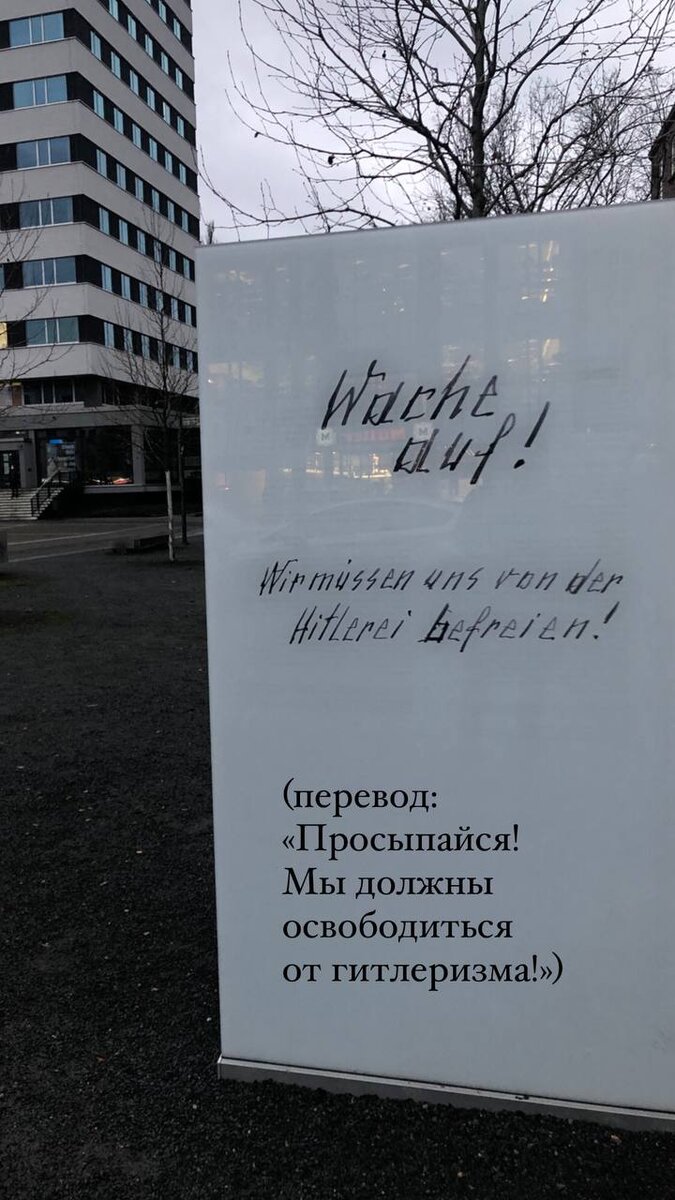 Wache
auf!
Wir müssen uns von der
Hitlerei befreien!
(перевод:
«Просыпайся!
Мы должны
освободиться
от гитлеризма!»)